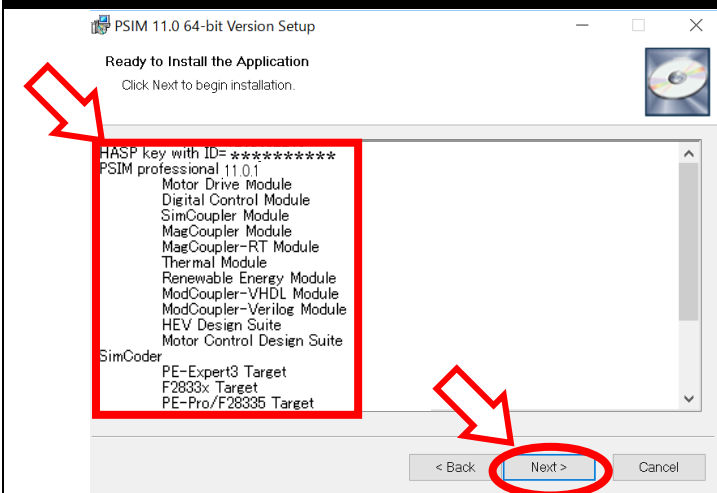 PSIM 11.0 64-bit Version Setup
Ready to Install the Application
Click Next to begin installation.
HASP key with ID= **********
PSIM professional 11.0.1
Motor Drive Module
Digital Control Module
SimCoupler Module
MagCoupler Module
MagCoupler-RT Module
Thermal Module
Renewable Energy Module
ModCoupler-VHDL Module
ModCoupler-Verilog Module
HEV Design Suite
Motor Control Design Suite
SimCoder
PE-Expert3 Target
F2833x Target
PE-Pro/F28335 Target
< Back Next > Cancel